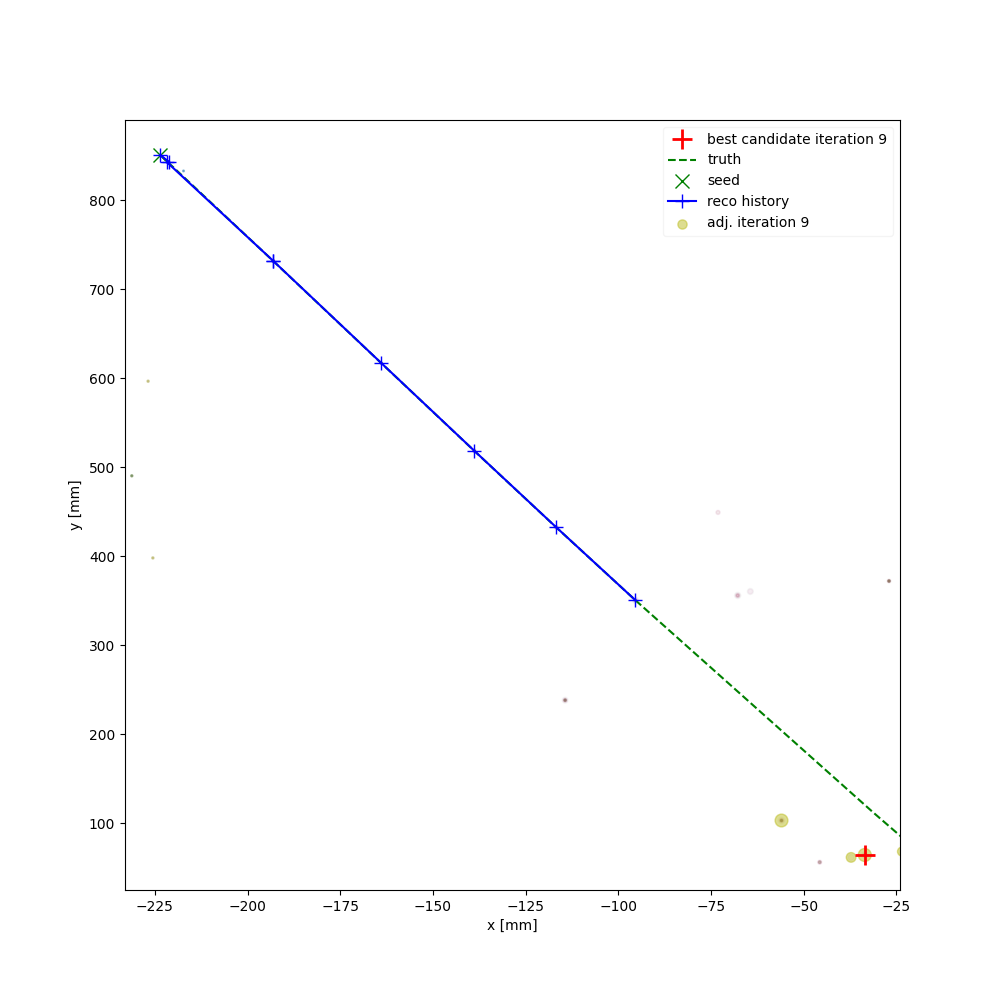 best candidate iteration 9
truth
seed
reco history
adj. iteration 9
800
700
600
500
400
300
200
100
y [mm]
−225 −200 −175 −150 −125 −100 −75 −50 −25
x [mm]